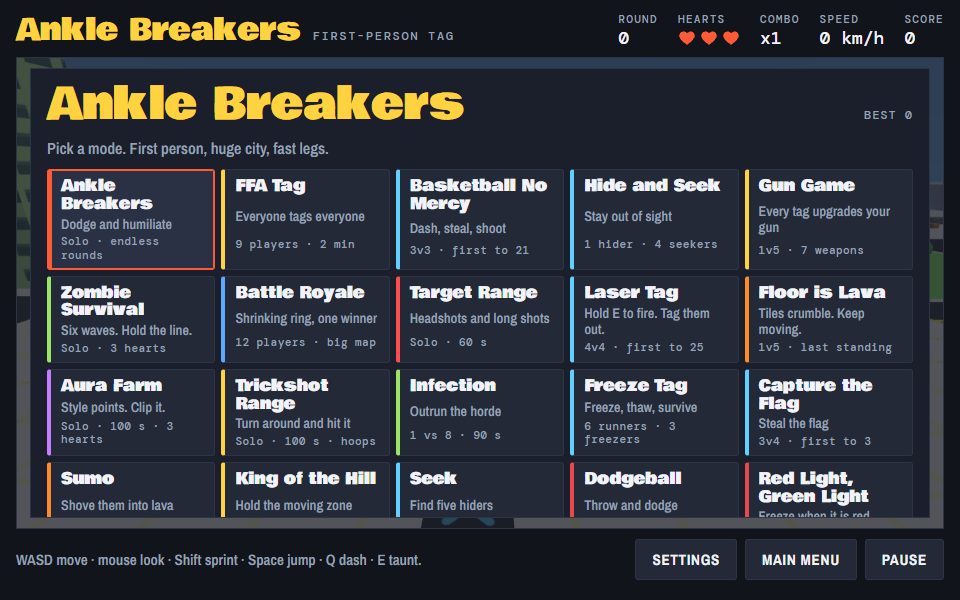 Ankle Breakers FIRST-PERSON TAG
ROUND HEARTS COMBO SPEED SCORE
0 x1 0 km/h 0
Ankle Breakers
BEST 0
Pick a mode. First person, huge city, fast legs.
Ankle
Breakers
Dodge and humiliate
Solo · endless
rounds
FFA Tag
Everyone tags everyone
9 players · 2 min
Basketball No
Mercy
Dash, steal, shoot
3v3 · first to 21
Hide and Seek
Stay out of sight
1 hider · 4 seekers
Gun Game
Every tag upgrades your
gun
1v5 · 7 weapons
Zombie
Survival
Six waves. Hold the line.
Solo · 3 hearts
Battle Royale
Shrinking ring, one winner
12 players · big map
Target Range
Headshots and long shots
Solo · 60 s
Laser Tag
Hold E to fire. Tag them
out.
4v4 · first to 25
Floor is Lava
Tiles crumble. Keep
moving.
1v5 · last standing
Aura Farm
Style points. Clip it.
Solo · 100 s · 3
hearts
Trickshot
Range
Turn around and hit it
Solo · 100 s · hoops
Infection
Outrun the horde
1 vs 8 · 90 s
Freeze Tag
Freeze, thaw, survive
6 runners · 3
freezers
Capture the
Flag
Steal the flag
3v4 · first to 3
Sumo
Shove them into lava
King of the Hill
Hold the moving zone
Seek
Find five hiders
Dodgeball
Throw and dodge
Red Light,
Green Light
Freeze when it is red
WASD move · mouse look · Shift sprint · Space jump · Q dash · E taunt.
SETTINGS
MAIN MENU
PAUSE